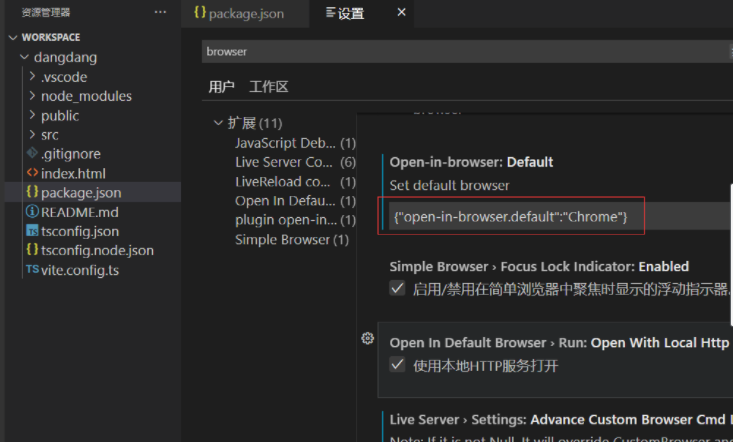 资源管理器 ···
{} package.json
设置 ×
WORKSPACE
dangdang
.vscode
node_modules
public
src
.gitignore
<> index.html
{} package.json
README.md
TS tsconfig.json
{} tsconfig.node.json
TS vite.config.ts
browser
用户 工作区
扩展 (11)
JavaScript Deb... (1)
Live Server Co... (6)
LiveReload co... (1)
Open In Defau... (1)
plugin open-in... (1)
Simple Browser (1)
Open-in-browser: Default
Set default browser
{"open-in-browser.default":"Chrome"}
Simple Browser › Focus Lock Indicator: Enabled
启用/禁用在简单浏览器中聚焦时显示的浮动指示器.
Open In Default Browser › Run: Open With Local Http
使用本地HTTP服务打开
Live Server › Settings: Advance Custom Browser Cmd
Note: If it is not Null, It will override CustomBrowser and